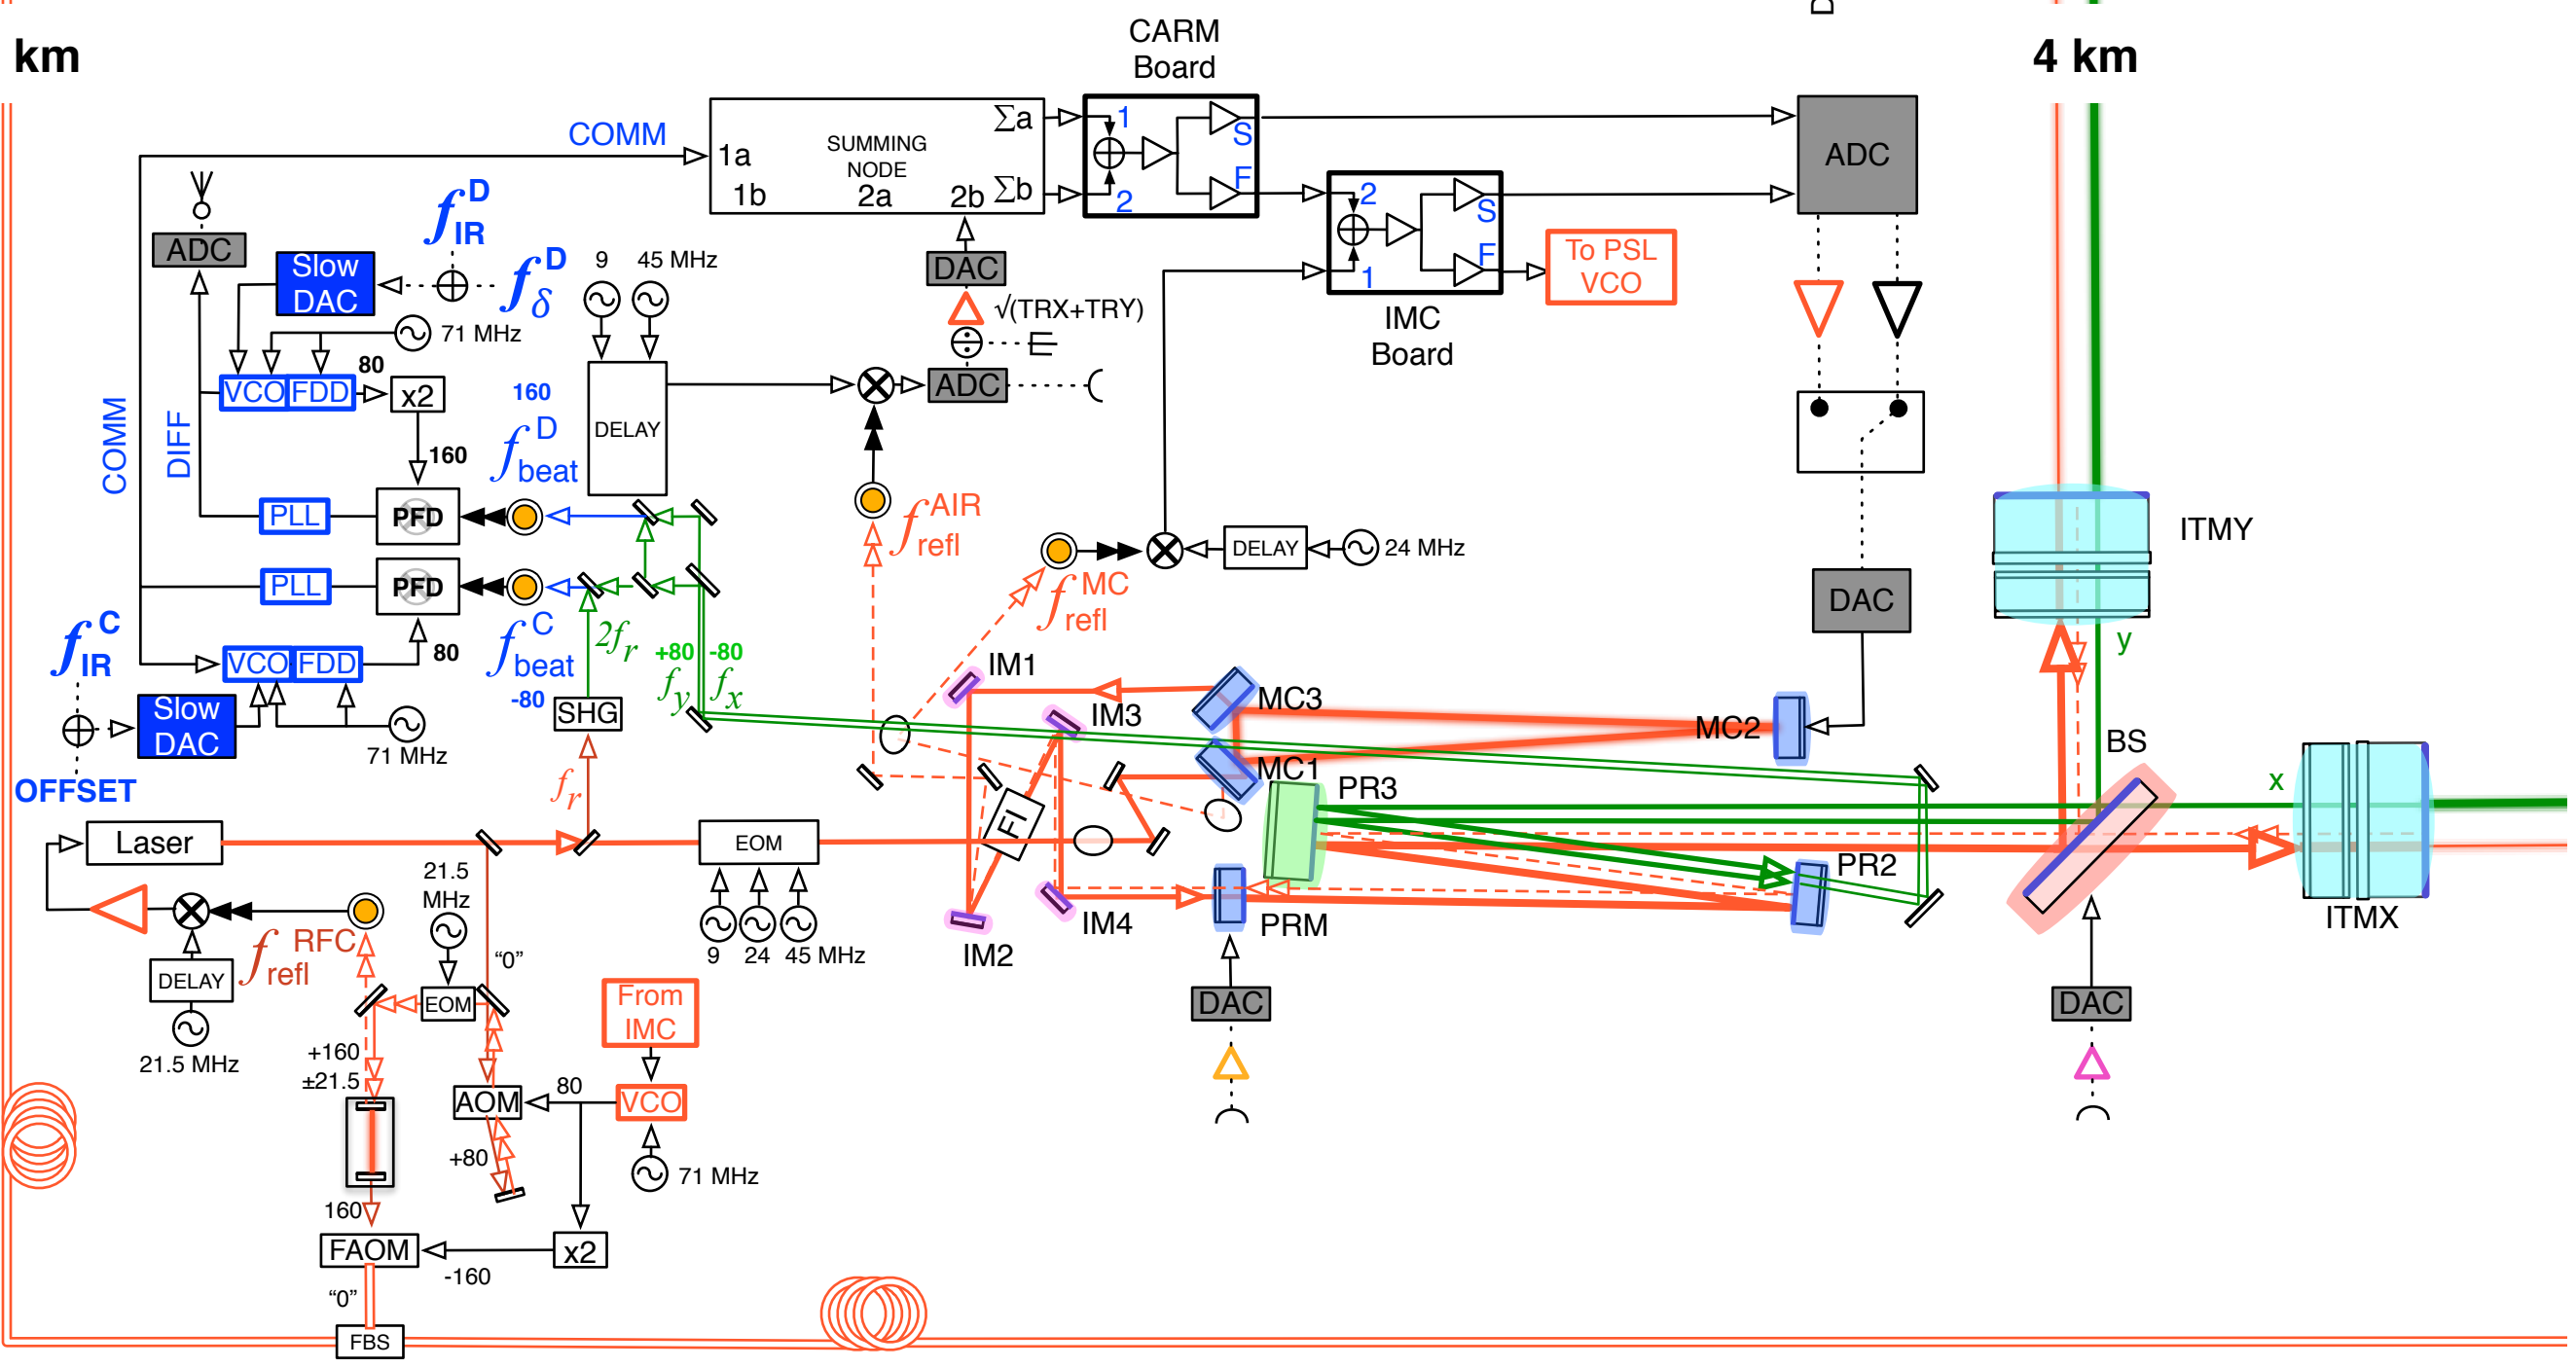 km
CARM
Board
4 km
D
COMM
1a
1b
SUMMING
NODE
2a
2b
Σa
Σb
1
2
S
F
ADC
2
1
S
F
To PSL
VCO
IMC
Board
ADC
Slow
DAC
f IR D
f δ D
71 MHz
9
45 MHz
DAC
√(TRX+TRY)
VCO FDD
80
x2
160
160
f beat D
DELAY
ADC
COMM
DIFF
PLL
PFD
PLL
PFD
f refl AIR
f refl MC
DELAY
24 MHz
DAC
ITMY
y
f IR C
VCO FDD
80
f beat C
-80
2fr
+80
-80
fy
fx
Slow
DAC
71 MHz
OFFSET
SHG
fr
IM1
IM3
MC3
MC2
MC1
BS
x
Laser
EOM
FI
PR3
PR2
ITMX
21.5
MHz
9
24
45 MHz
IM2
IM4
PRM
DELAY
f refl RFC
“0”
EOM
From
IMC
DAC
DAC
21.5 MHz
+160
±21.5
AOM
80
VCO
+80
71 MHz
160
FAOM
-160
x2
“0”
FBS